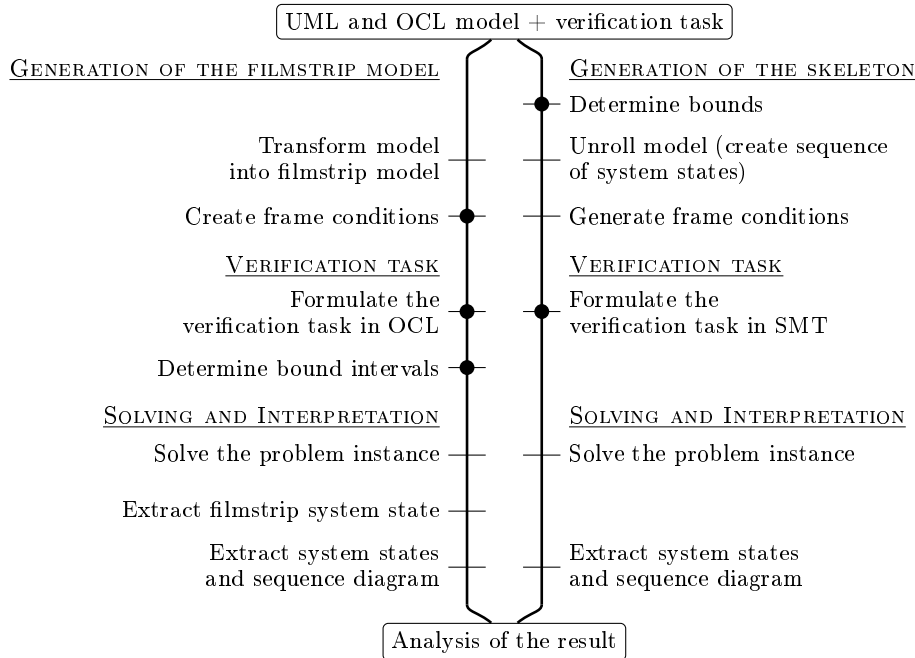 UML and OCL model + verification task
GENERATION OF THE FILMSTRIP MODEL
Transform model
into filmstrip model
Create frame conditions
VERIFICATION TASK
Formulate the
verification task in OCL
Determine bound intervals
SOLVING AND INTERPRETATION
Solve the problem instance
Extract filmstrip system state
Extract system states
and sequence diagram
GENERATION OF THE SKELETON
Determine bounds
Unroll model (create sequence
of system states)
Generate frame conditions
VERIFICATION TASK
Formulate the
verification task in SMT
SOLVING AND INTERPRETATION
Solve the problem instance
Extract system states
and sequence diagram
Analysis of the result